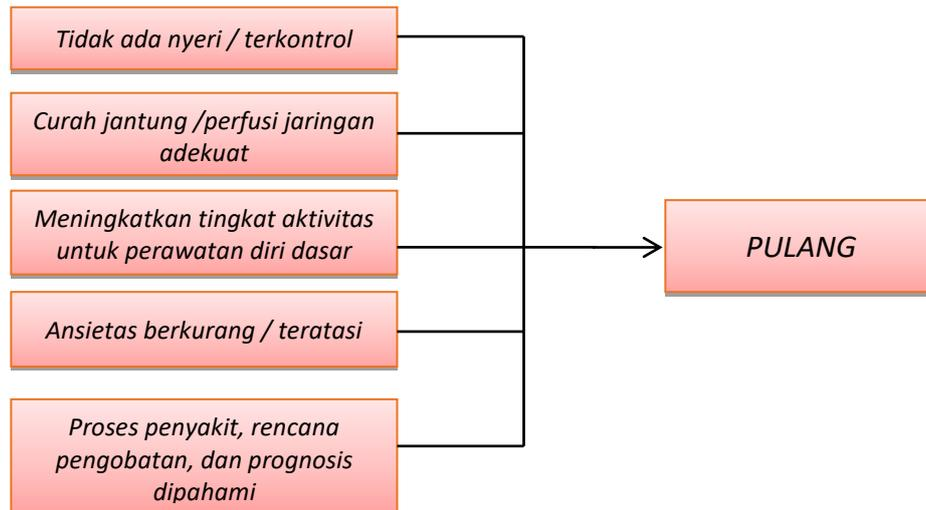 Tidak ada nyeri / terkontrol
Curah jantung /perfusi jaringan
adekuat
Meningkatkan tingkat aktivitas
untuk perawatan diri dasar
PULANG
Ansietas berkurang / teratasi
Proses penyakit, rencana
pengobatan, dan prognosis
dipahami